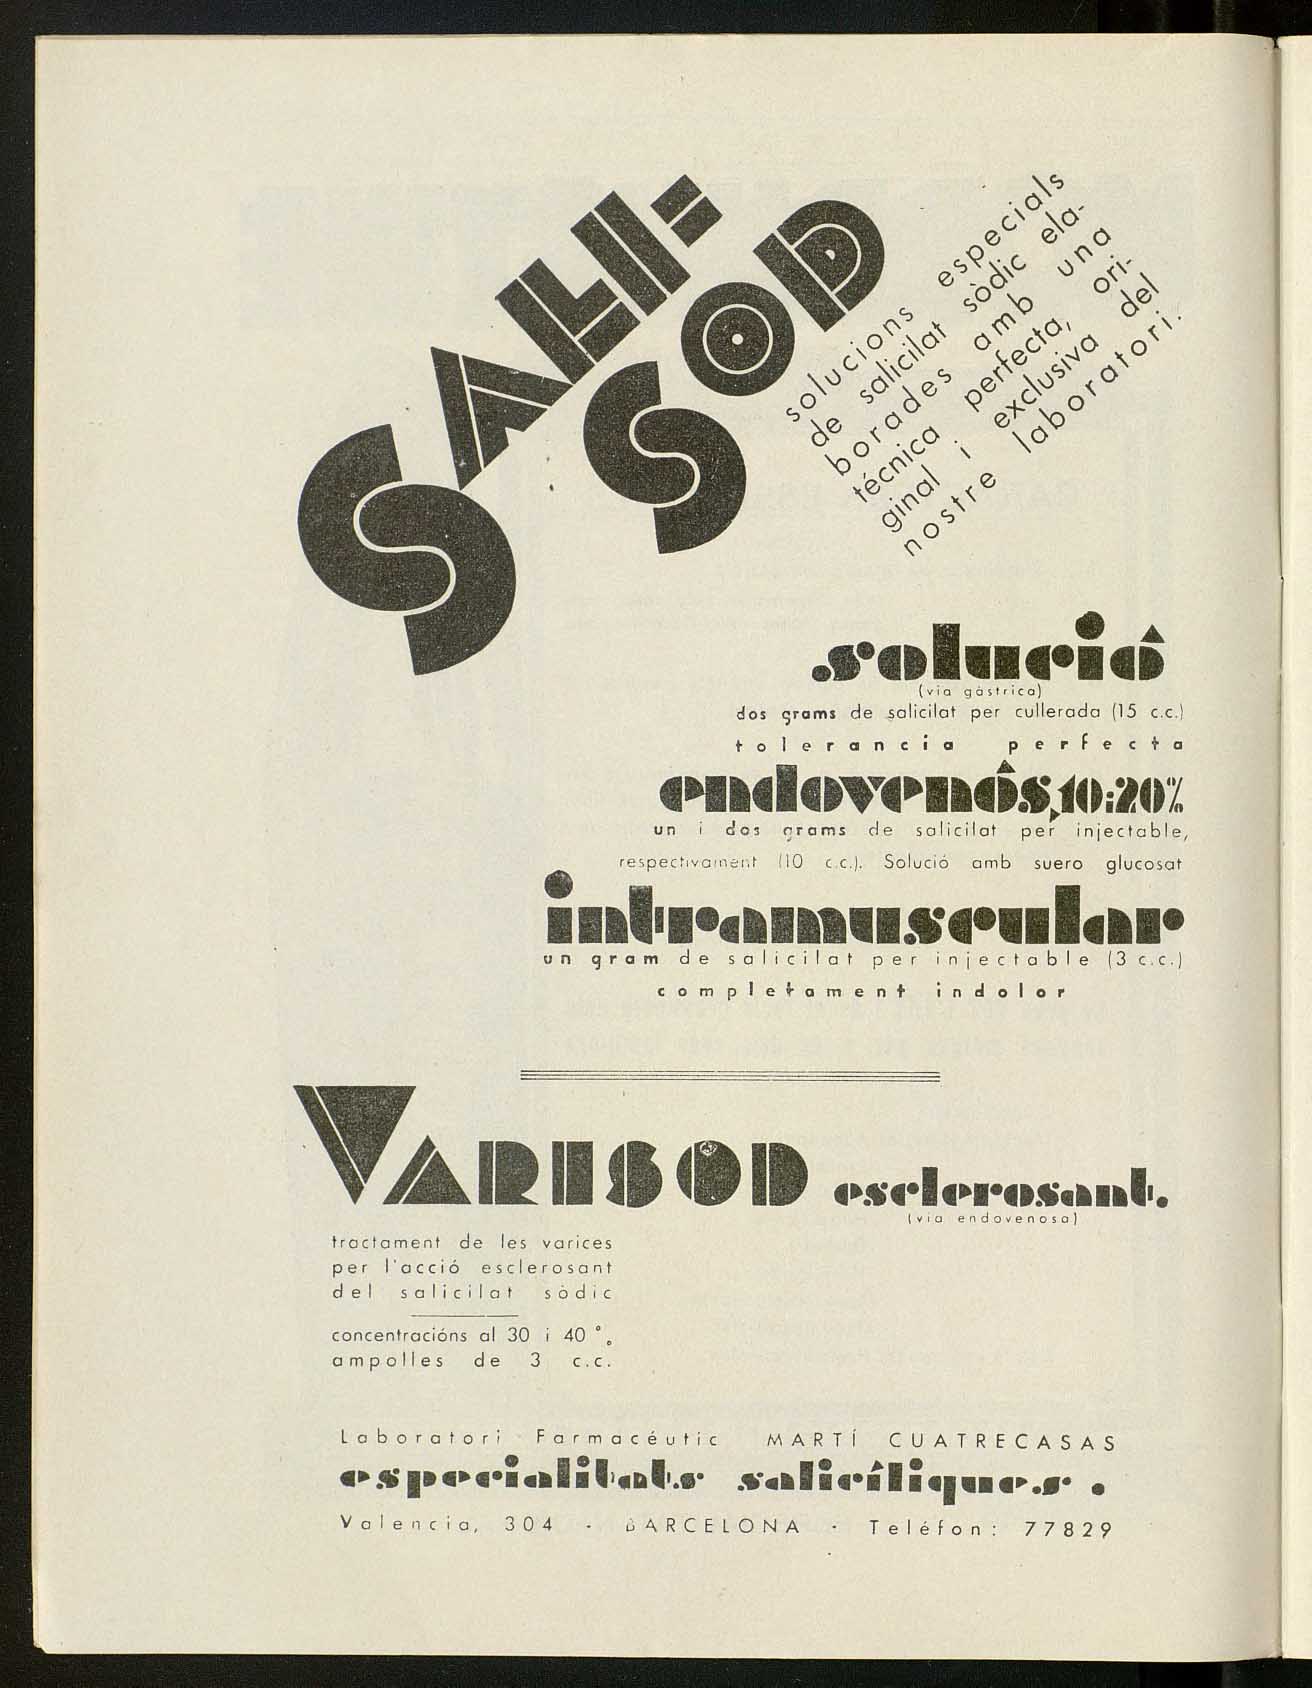 SALI=
SOD
solucions especials
de salicilat sòdic ela-
borades amb una
técnica perfecta, ori-
ginal i exclusiva del
nostre laboratori.
solució
(via gàstrica)
dos grams de salicilat per cullerada (15 c.c.)
tolerancia perfecta
endovenós, 10:20%
un i dos grams de salicilat per injectable,
respectivament (10 c.c.). Solució amb suero glucosat
intramuscular
un gram de salicilat per injectable (3 c.c.)
completament indolor
VARISOD esclerosant.
(via endovenosa)
tractament de les varices
per l'acció esclerosant
del salicilat sòdic
concentracións al 30 i 40 °.
ampolles de 3 c.c.
Laboratori Farmacéutic MARTÍ CUATRECASAS
especialitats salicíliques.
Valencia, 304 - BARCELONA - Teléfon: 77829